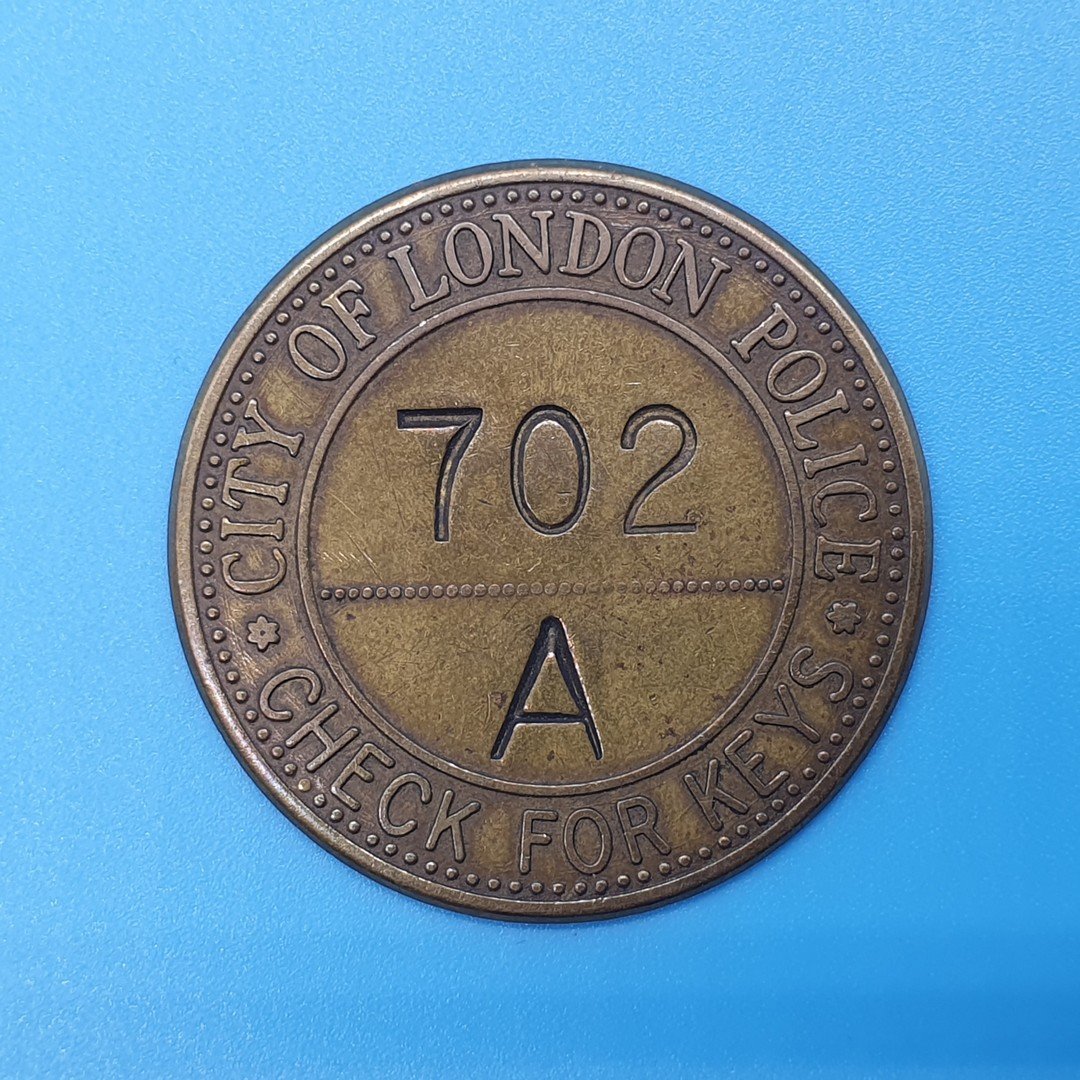 CITY OF LONDON POLICE
702
A
CHECK FOR KEYS